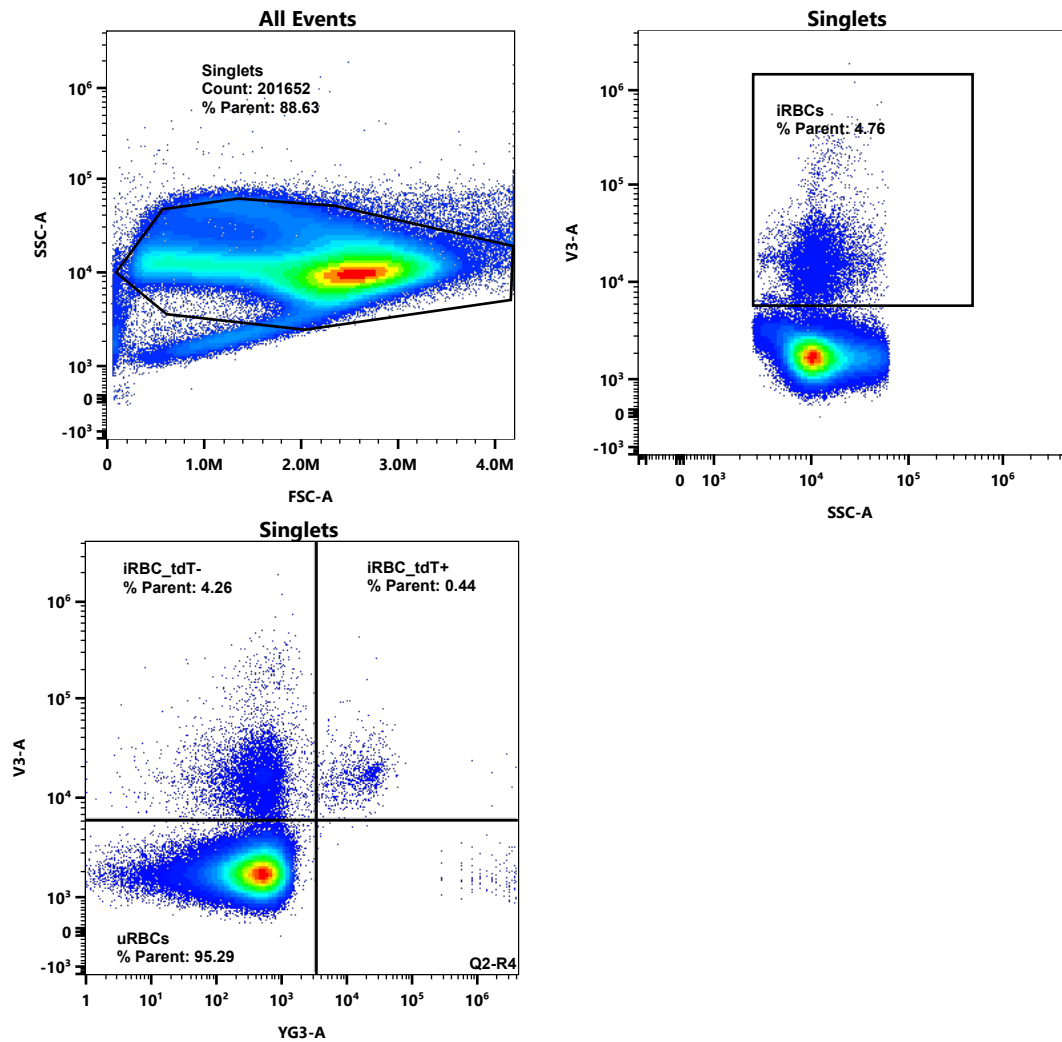 All Events
Singlets
Count: 201652
% Parent: 88.63
10⁶
10⁵
10⁴
10³
0
-10³
SSC-A
0
1.0M
2.0M
3.0M
4.0M
FSC-A
Singlets
iRBCs
% Parent: 4.76
10⁶
10⁵
10⁴
10³
0
-10³
V3-A
0
10³
10⁴
10⁵
10⁶
SSC-A
Singlets
iRBC_tdT-
% Parent: 4.26
iRBC_tdT+
% Parent: 0.44
10⁶
10⁵
10⁴
10³
0
-10³
V3-A
uRBCs
% Parent: 95.29
Q2-R4
1
10¹
10²
10³
10⁴
10⁵
10⁶
YG3-A